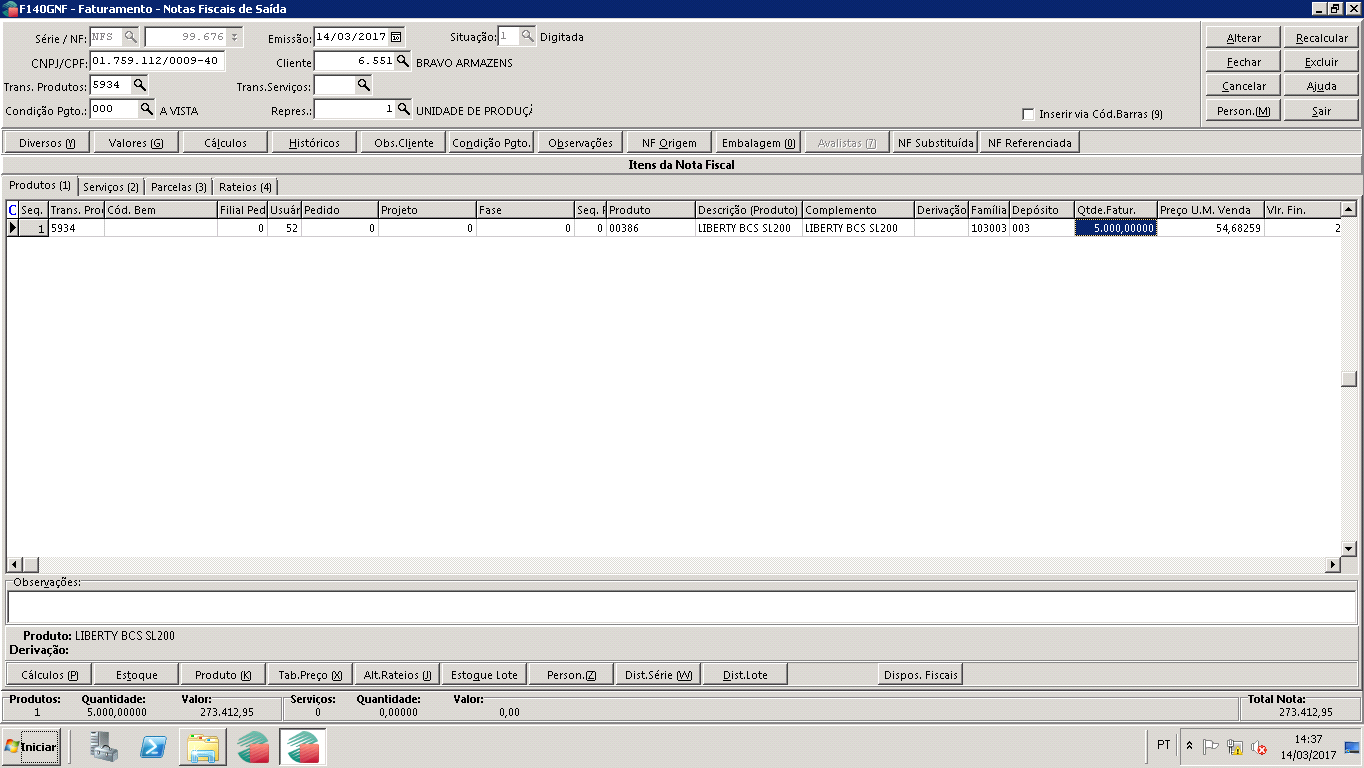 F140GNF - Faturamento - Notas Fiscais de Saída
Série / NF: NFS 99.676 Emissão: 14/03/2017 Situação: 1 Digitada
CNPJ/CPF: 01.759.112/0009-40 Cliente 6.551 BRAVO ARMAZENS
Trans. Produtos: 5934 Trans.Serviços:
Condição Pgto.: 000 A VISTA Repres.: 1 UNIDADE DE PRODUÇÃ
Inserir via Cód.Barras (9)
Alterar Recalcular
Fechar Excluir
Cancelar Ajuda
Person.(M) Sair
Diversos (Y) Valores (G) Cálculos Históricos Obs.Cliente Condição Pgto. Observações NF Origem Embalagem (0) Avalistas (7) NF Substituída NF Referenciada
Itens da Nota Fiscal
Produtos (1) Serviços (2) Parcelas (3) Rateios (4)
C Seq. Trans. Prod Cód. Bem Filial Ped Usuár Pedido Projeto Fase Seq. F Produto Descrição (Produto) Complemento Derivação Família Depósito Qtde.Fatur. Preço U.M. Venda Vlr. Fin.
1 5934 0 52 0 0 0 0 00386 LIBERTY BCS SL200 LIBERTY BCS SL200 103003 003 5.000,00000 54,68259 2
Observações:
Produto: LIBERTY BCS SL200
Derivação:
Cálculos (P) Estoque Produto (K) Tab.Preço (X) Alt.Rateios (J) Estoque Lote Person.(Z) Dist.Série (W) Dist.Lote Dispos. Fiscais
Produtos: Quantidade: Valor: Serviços: Quantidade: Valor: Total Nota:
1 5.000,00000 273.412,95 0 0,00000 0,00 273.412,95
Iniciar PT 14:37
14/03/2017